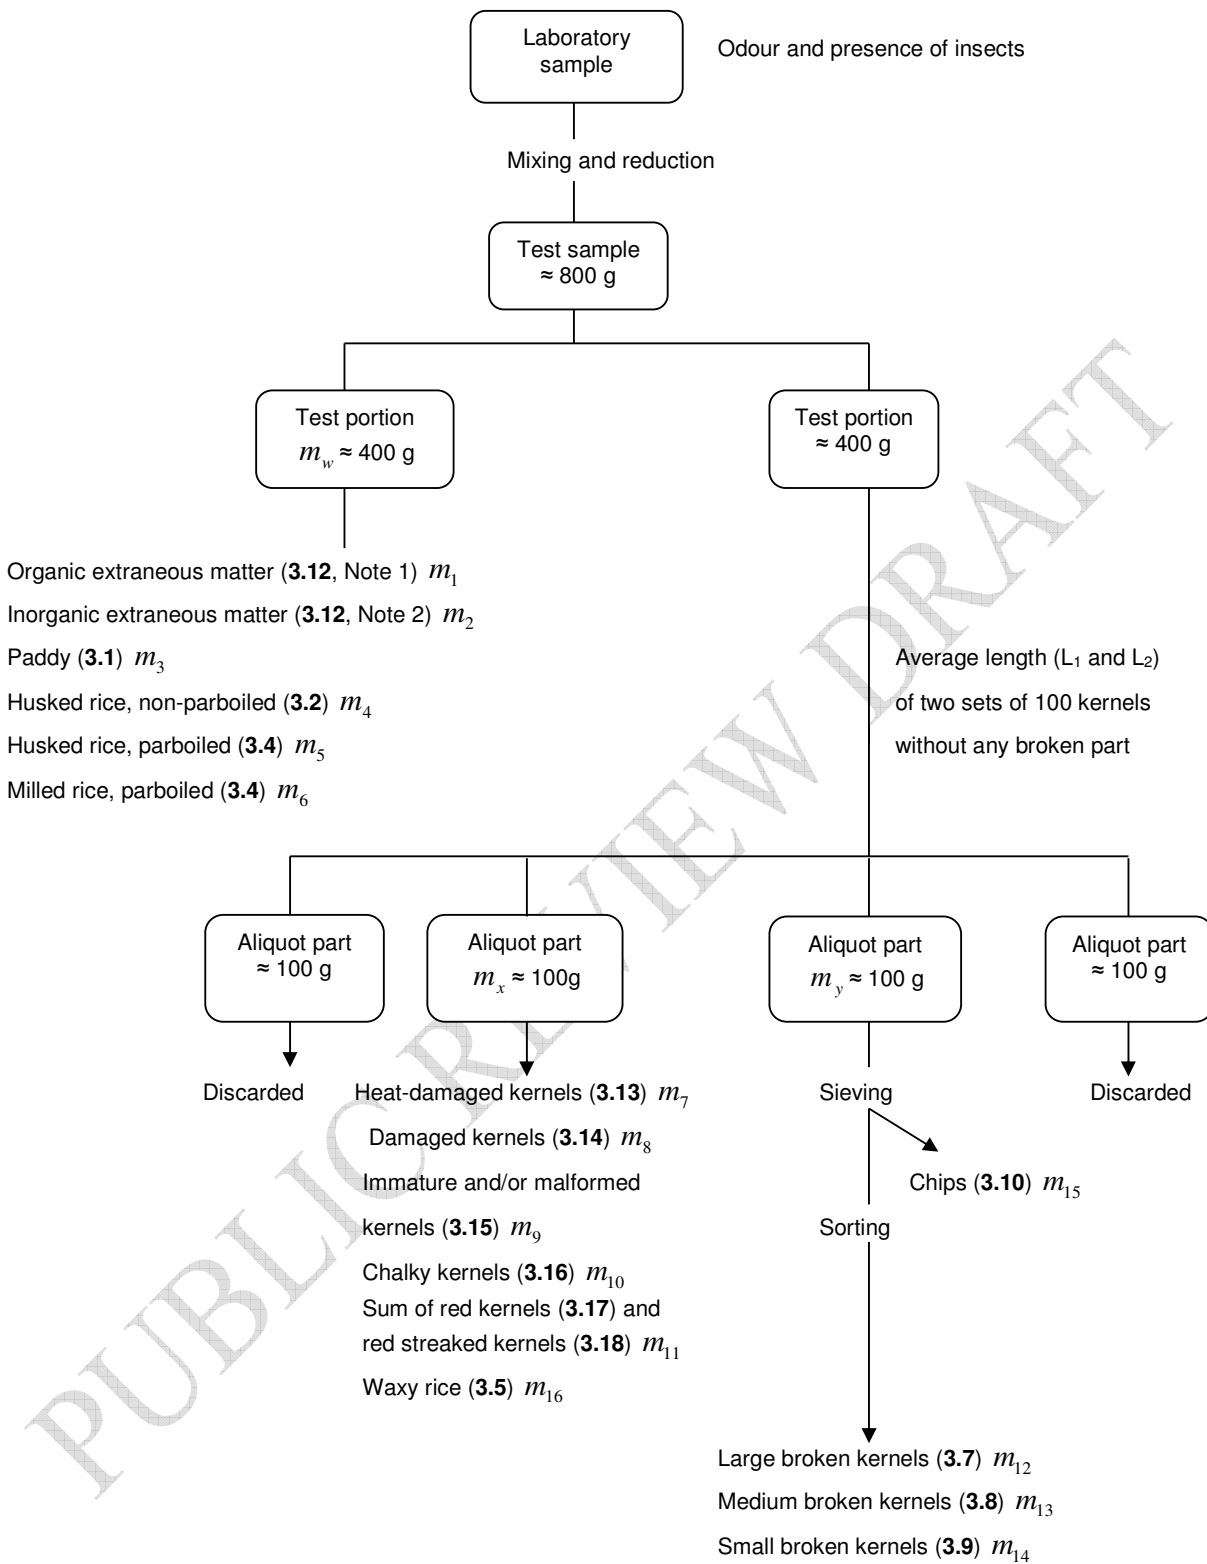 Laboratory
sample
Odour and presence of insects
Mixing and reduction
Test sample
≈ 800 g
Test portion
m_w ≈ 400 g
Test portion
≈ 400 g
Organic extraneous matter (3.12, Note 1) m_1
Inorganic extraneous matter (3.12, Note 2) m_2
Paddy (3.1) m_3
Husked rice, non-parboiled (3.2) m_4
Husked rice, parboiled (3.4) m_5
Milled rice, parboiled (3.4) m_6
Average length (L₁ and L₂)
of two sets of 100 kernels
without any broken part
Aliquot part
≈ 100 g
Aliquot part
m_x ≈ 100g
Aliquot part
m_y ≈ 100 g
Aliquot part
≈ 100 g
Discarded
Heat-damaged kernels (3.13) m_7
Damaged kernels (3.14) m_8
Immature and/or malformed
kernels (3.15) m_9
Chalky kernels (3.16) m_10
Sum of red kernels (3.17) and
red streaked kernels (3.18) m_11
Waxy rice (3.5) m_16
Sieving
Chips (3.10) m_15
Sorting
Large broken kernels (3.7) m_12
Medium broken kernels (3.8) m_13
Small broken kernels (3.9) m_14
Discarded
PUBLIC REVIEW DRAFT